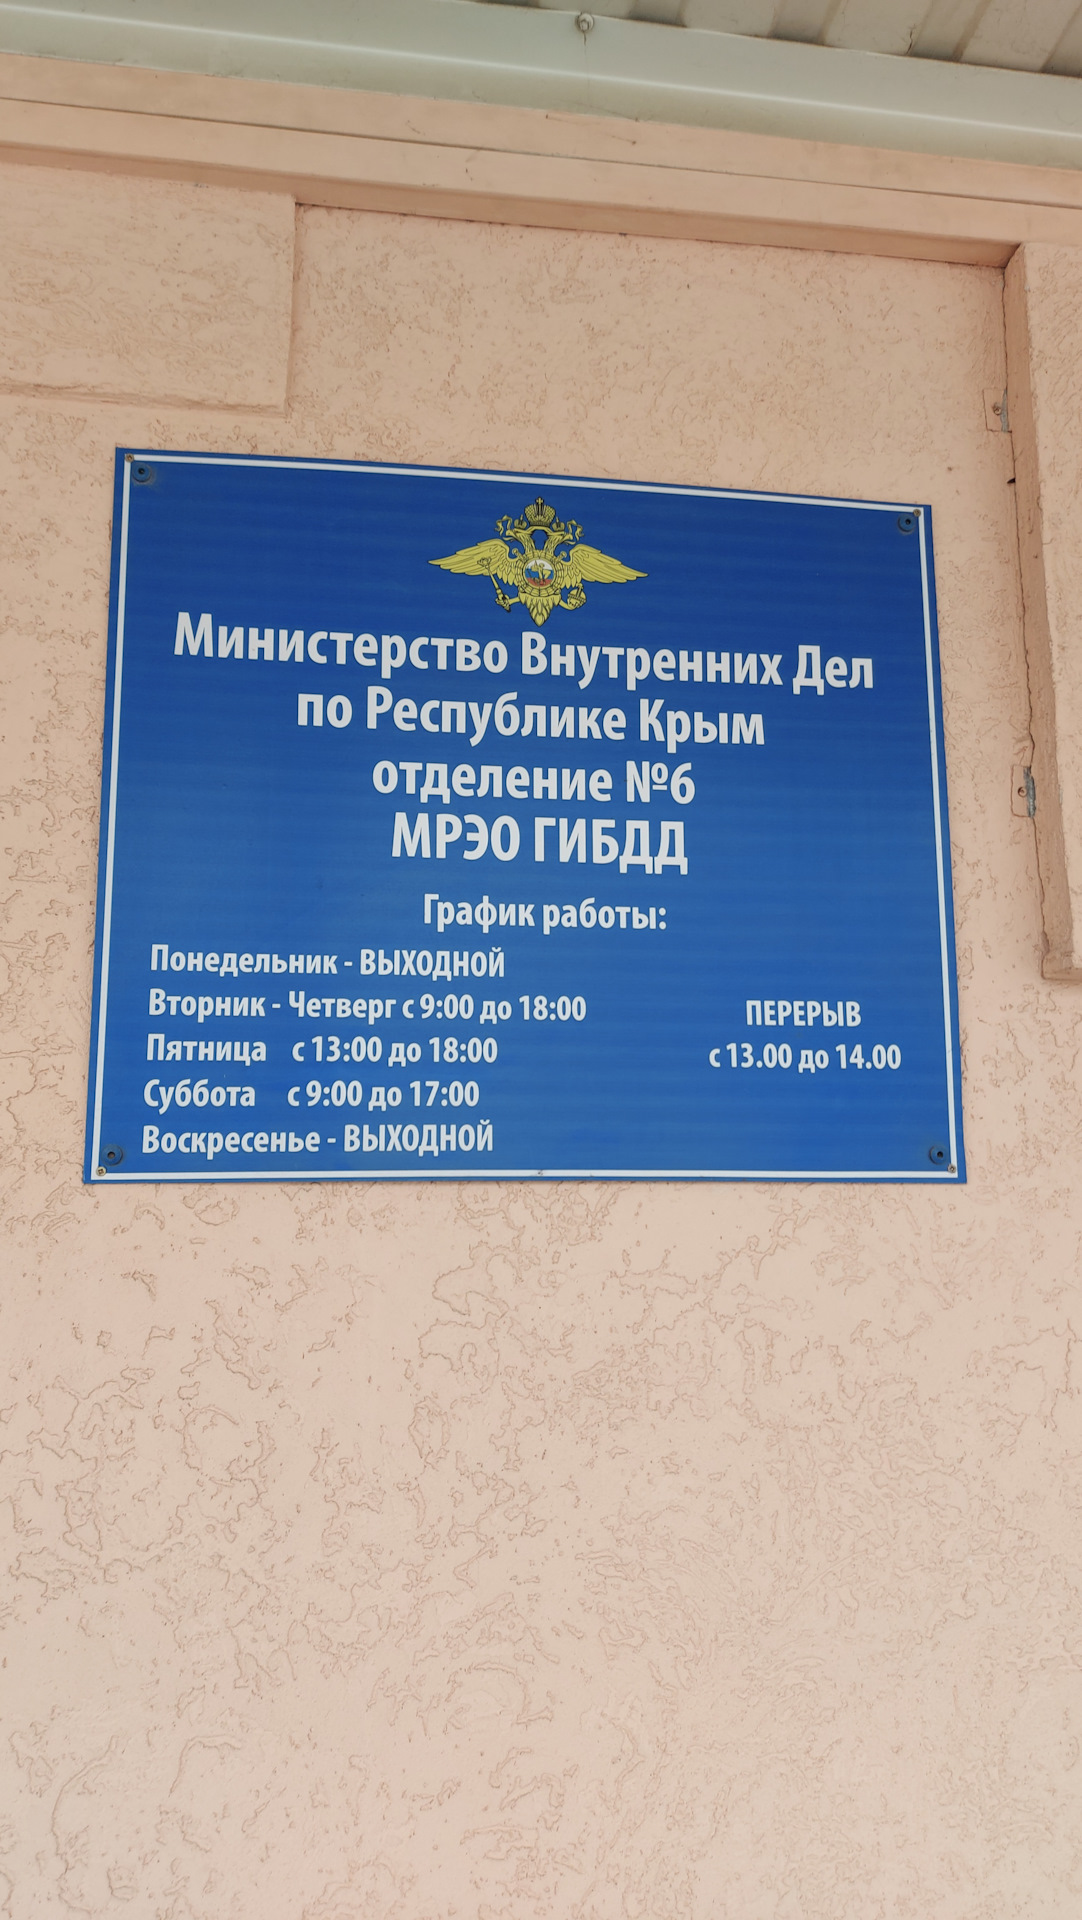 Министерство Внутренних Дел
по Республике Крым
отделение №6
МРЭО ГИБДД
График работы:
Понедельник - ВЫХОДНОЙ
Вторник - Четверг с 9:00 до 18:00
Пятница с 13:00 до 18:00
Суббота с 9:00 до 17:00
Воскресенье - ВЫХОДНОЙ
ПЕРЕРЫВ
с 13.00 до 14.00